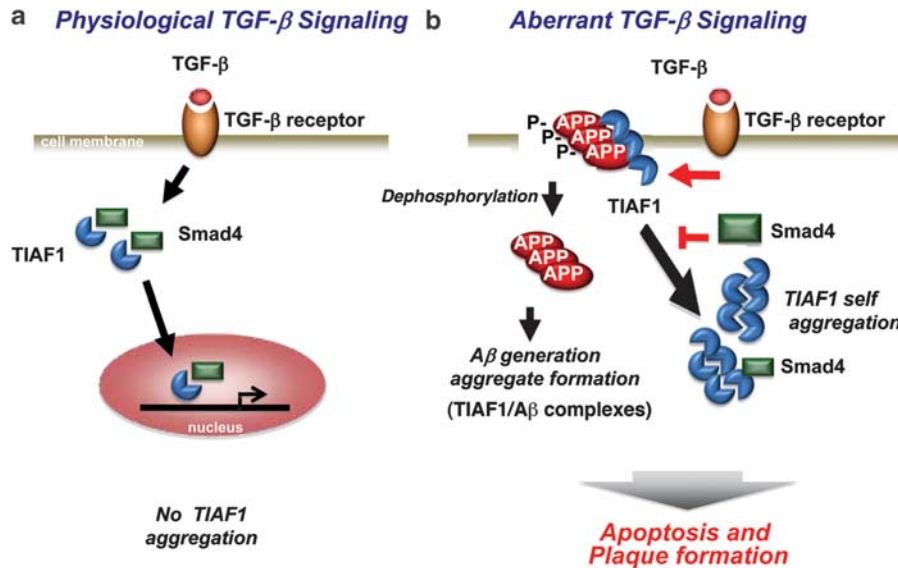 a
Physiological TGF-β Signaling
TGF-β
TGF-β receptor
cell membrane
TIAF1
Smad4
nucleus
No TIAF1
aggregation
b
Aberrant TGF-β Signaling
TGF-β
TGF-β receptor
P- APP
P- APP
P- APP
TIAF1
Dephosphorylation
Smad4
APP
APP
APP
TIAF1 self
aggregation
Smad4
Aβ generation
aggregate formation
(TIAF1/Aβ complexes)
Apoptosis and
Plaque formation